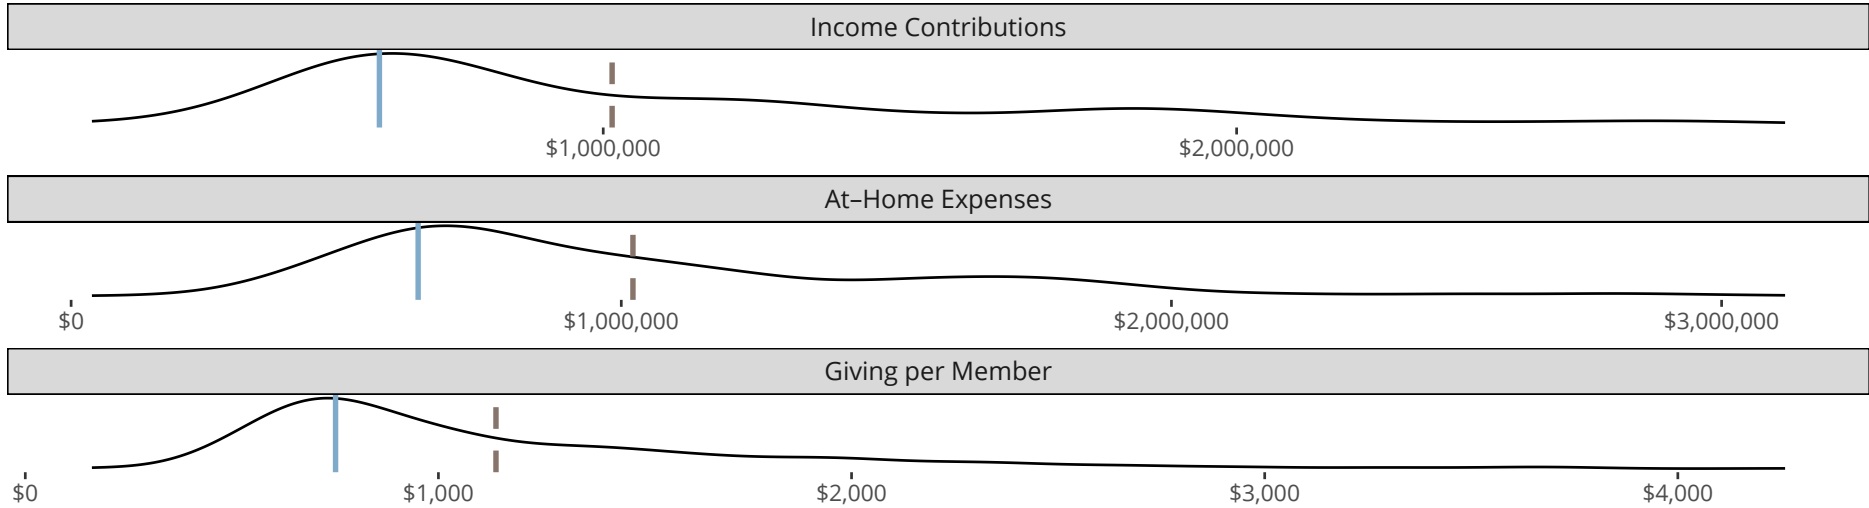 Income Contributions
$1,000,000 $2,000,000
At–Home Expenses
$0 $1,000,000 $2,000,000 $3,000,000
Giving per Member
$0 $1,000 $2,000 $3,000 $4,000